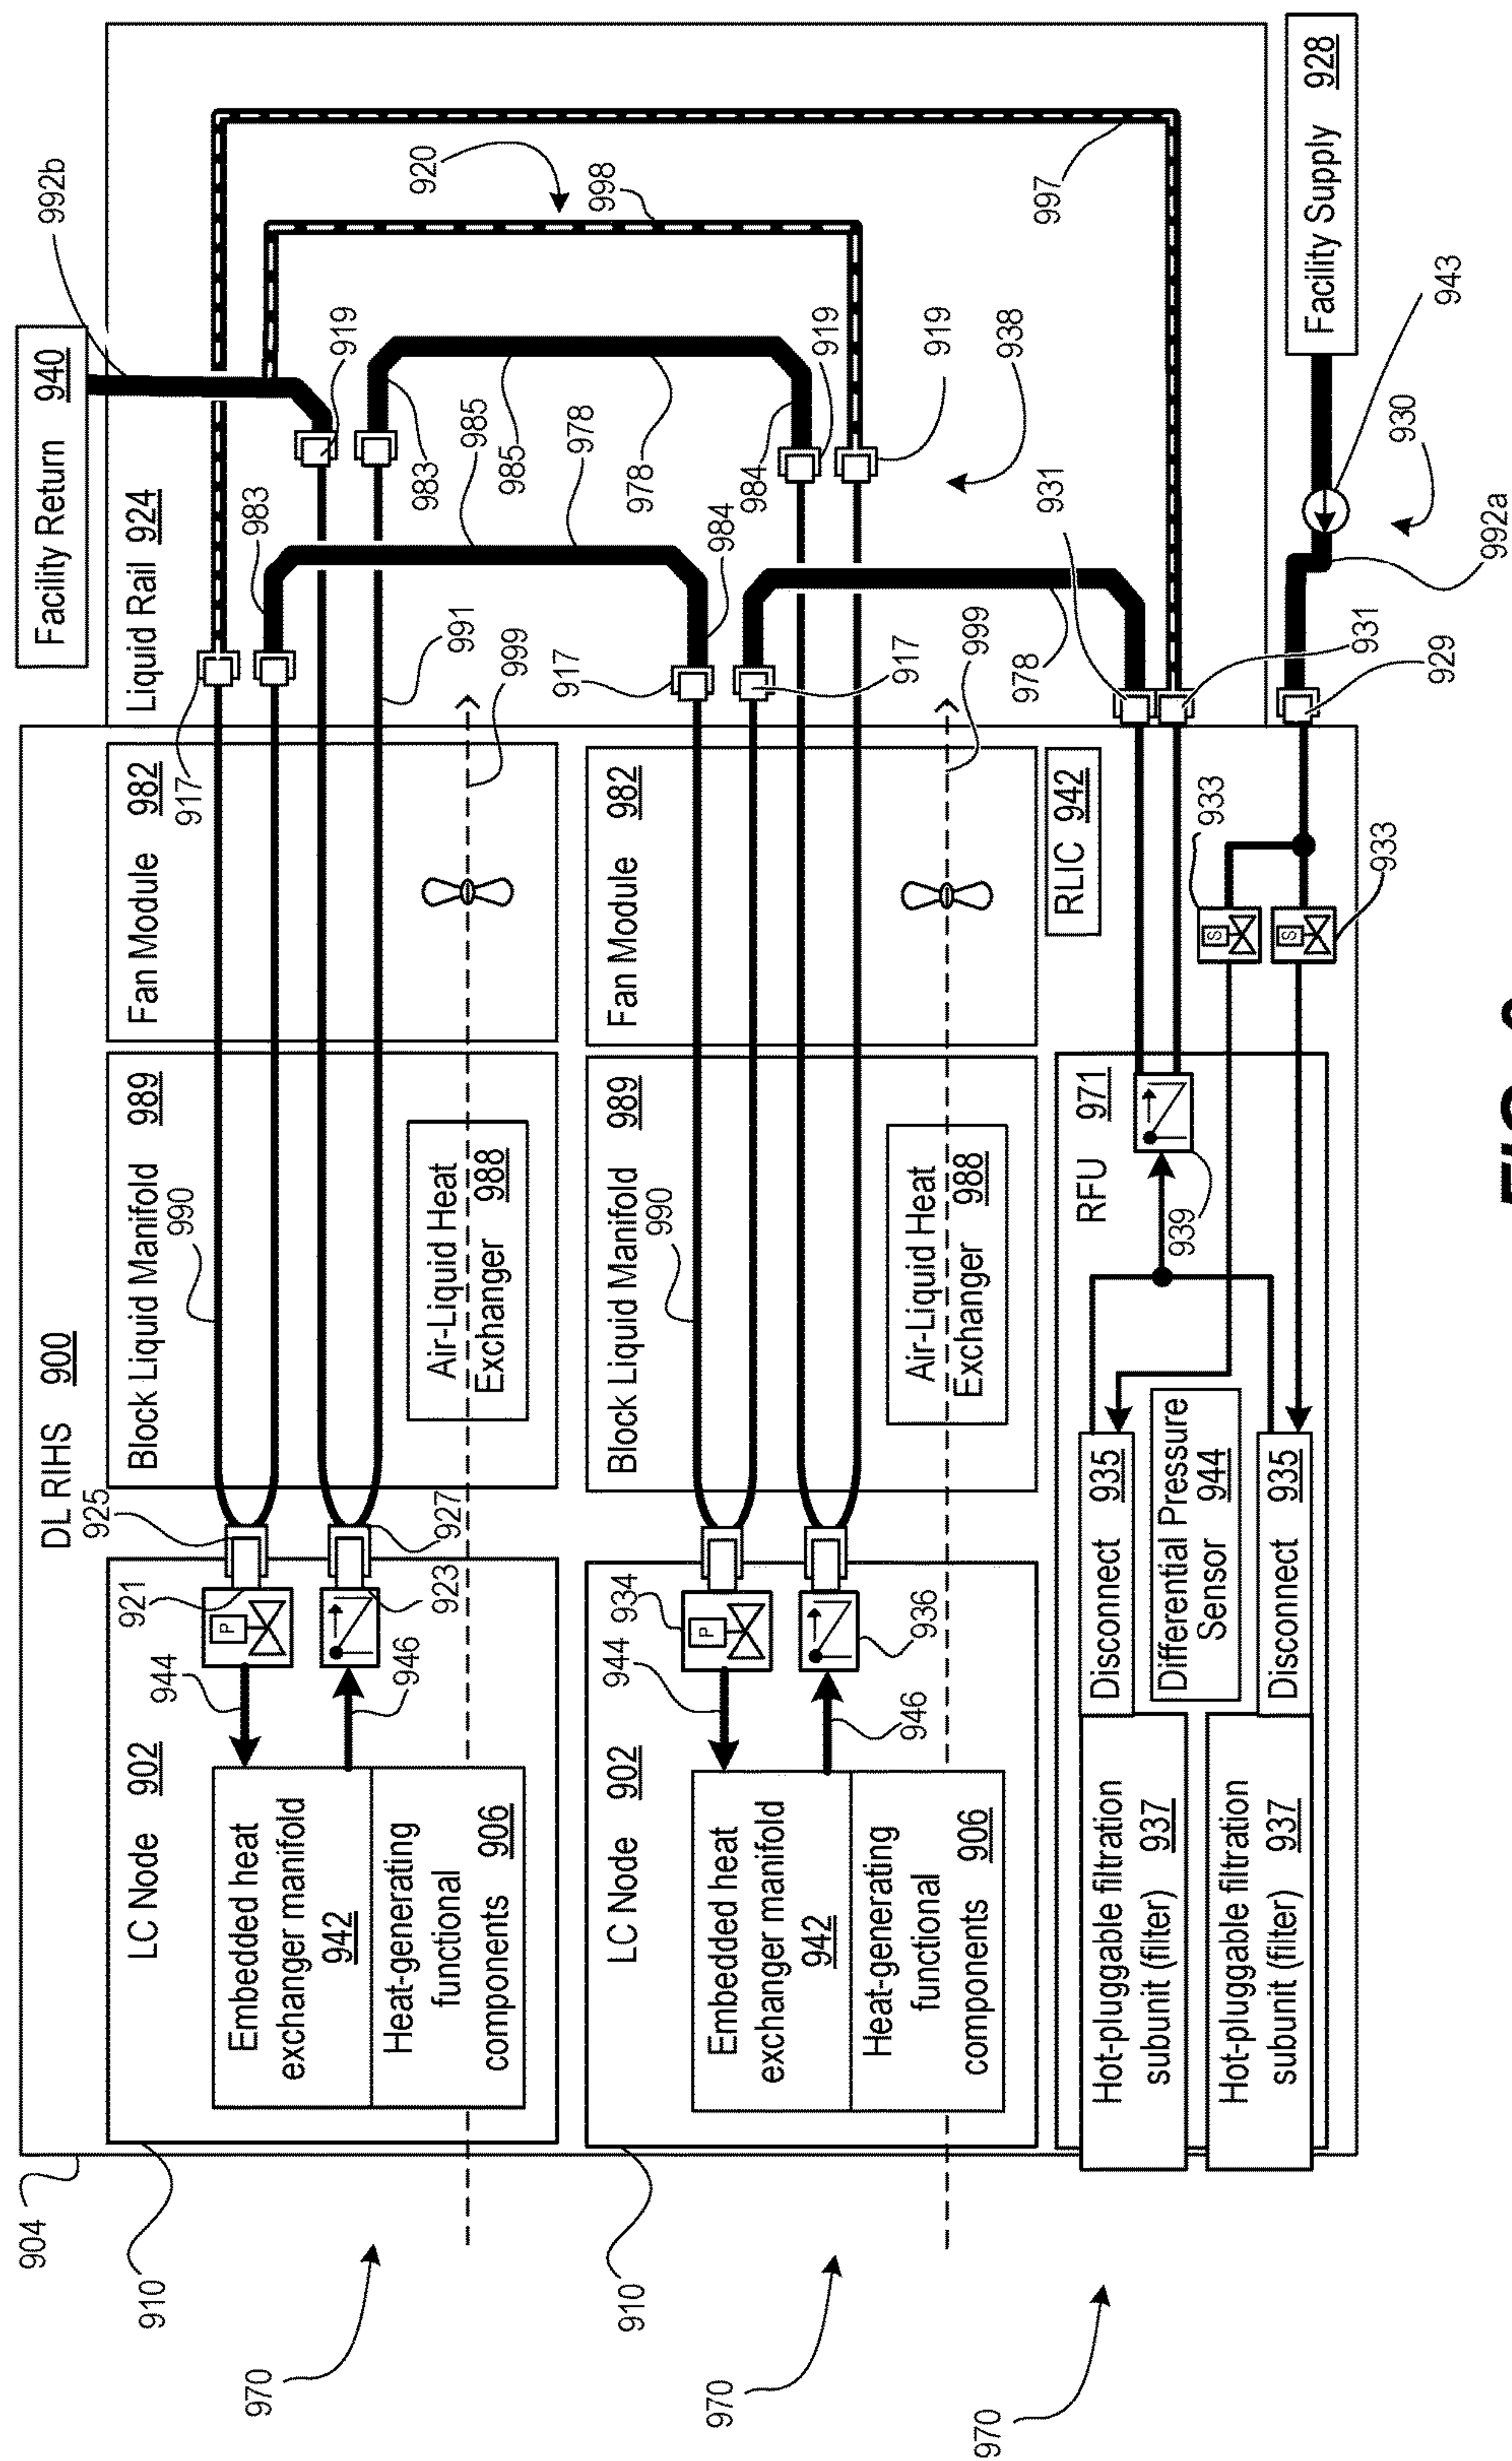 904
910
970
DL RIHS 900
LC Node 902
Embedded heat
exchanger manifold
942
Heat-generating
functional
components 906
944
946
921
923
925
927
Block Liquid Manifold 989
990
Air-Liquid Heat
Exchanger 988
Fan Module 982
917
999
991
Facility Return 940
992b
Liquid Rail 924
983
985
978
919
983
985
978
984
919
920
998
997
910
970
LC Node 902
Embedded heat
exchanger manifold
942
Heat-generating
functional
components 906
944
946
934
936
Block Liquid Manifold 989
990
Air-Liquid Heat
Exchanger 988
Fan Module 982
917
984
917
999
978
919
938
931
931
970
Hot-pluggable filtration
subunit (filter) 937
Hot-pluggable filtration
subunit (filter) 937
Disconnect 935
Differential Pressure
Sensor 944
Disconnect 935
RFU 971
939
RLIC 942
933
933
S
S
P
P
929
992a
930
943
Facility Supply 928